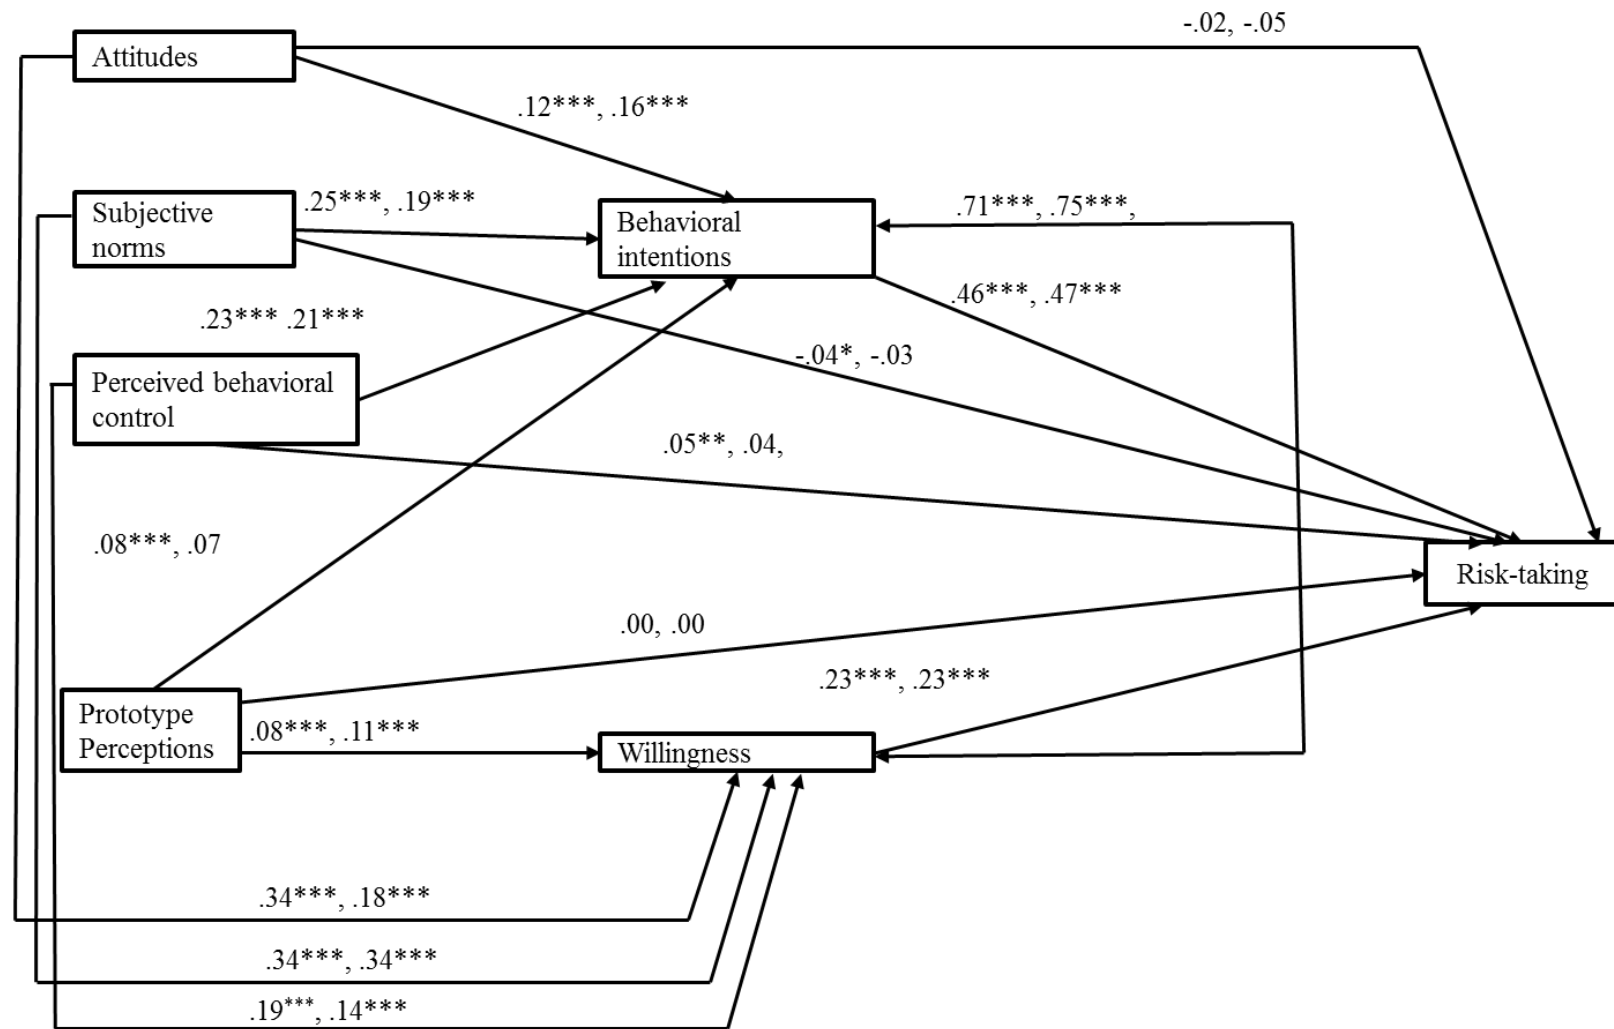 -.02, -.05
Attitudes
.12***, .16***
Subjective
norms
.25***, .19***
Behavioral
intentions
.71***, .75***,
.46***, .47***
.23*** .21***
-.04*, -.03
Perceived behavioral
control
.05**, .04,
.08***, .07
Risk-taking
.00, .00
.23***, .23***
Prototype
Perceptions
.08***, .11***
Willingness
.34***, .18***
.34***, .34***
.19***, .14***